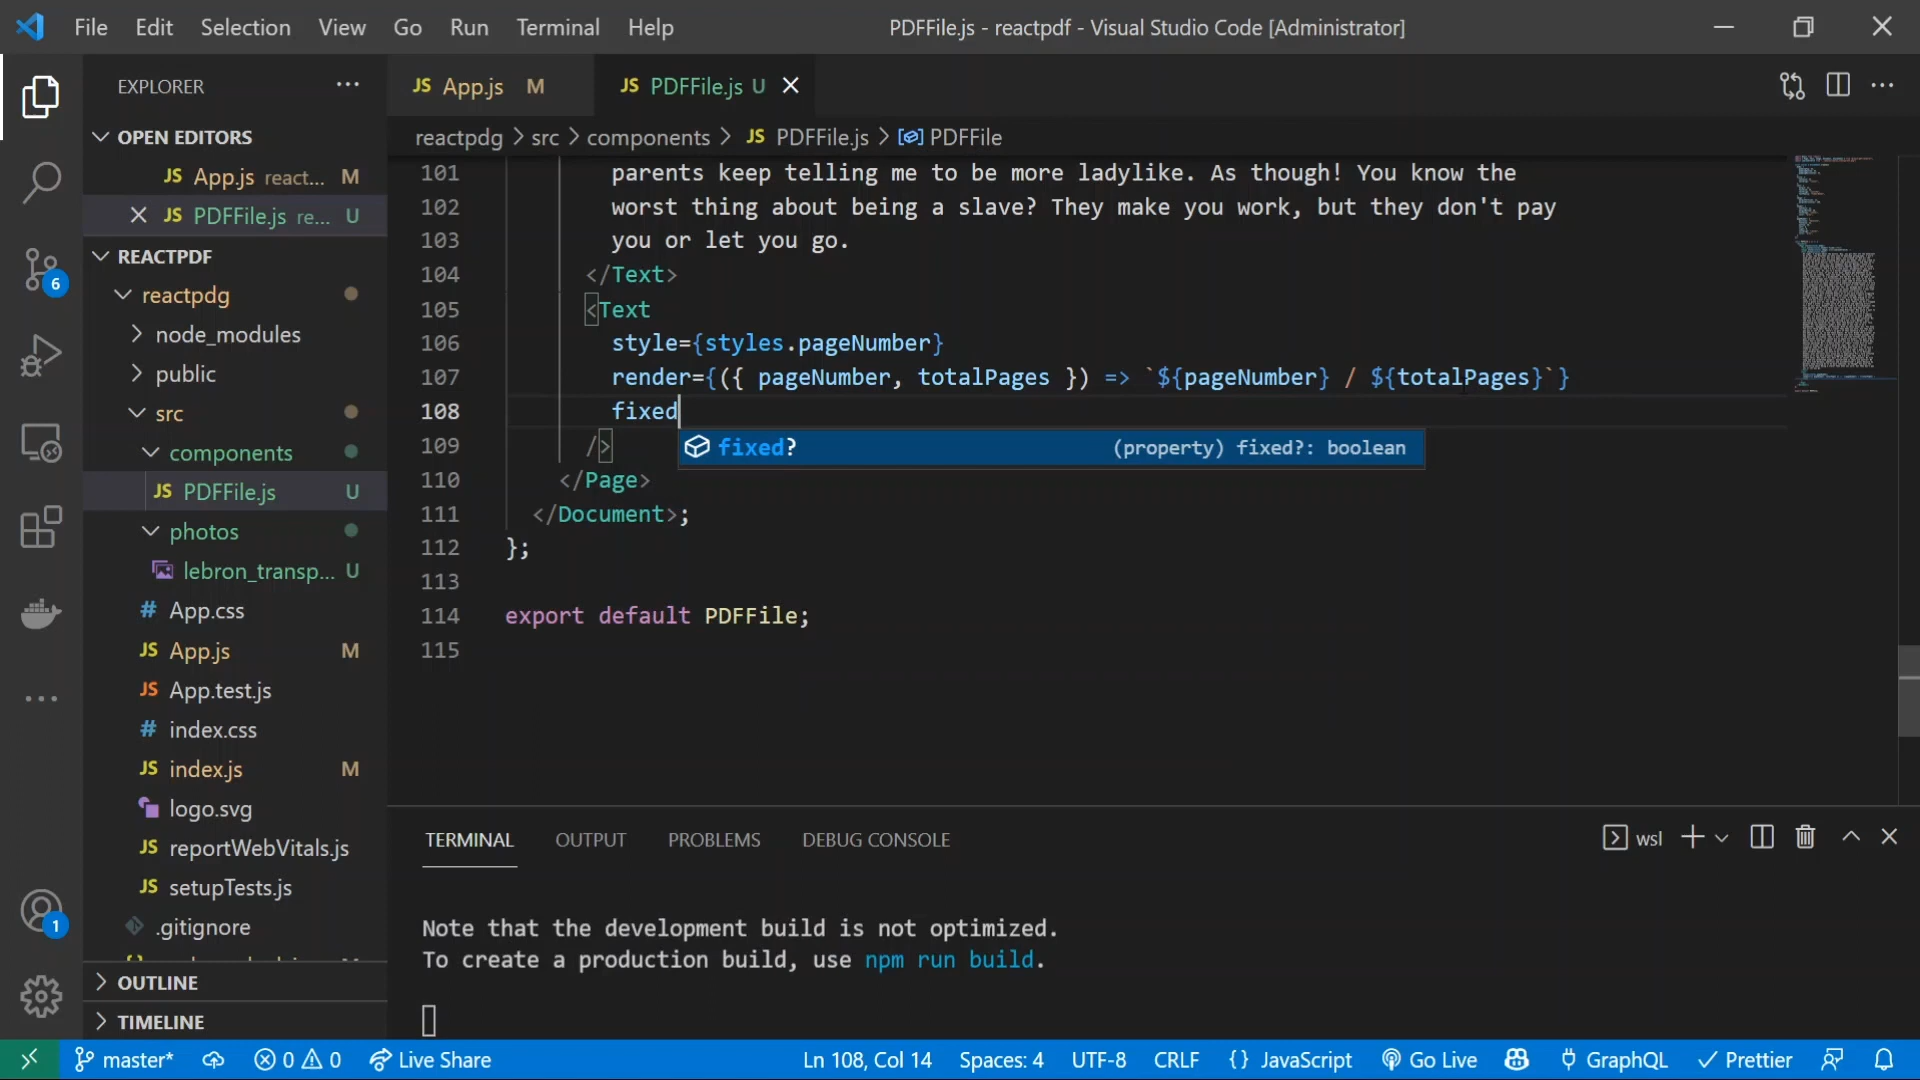 File Edit Selection View Go Run Terminal Help PDFFile.js - reactpdf - Visual Studio Code [Administrator]
EXPLORER
JS App.js M JS PDFFile.js U
OPEN EDITORS
JS App.js react... M
JS PDFFile.js re... U
REACTPDF
reactpdg
node_modules
public
src
components
JS PDFFile.js U
photos
lebron_transp... U
# App.css
JS App.js M
JS App.test.js
# index.css
JS index.js M
logo.svg
JS reportWebVitals.js
JS setupTests.js
.gitignore
OUTLINE
TIMELINE
6
1
reactpdg > src > components > JS PDFFile.js > PDFFile
101 parents keep telling me to be more ladylike. As though! You know the
102 worst thing about being a slave? They make you work, but they don't pay
103 you or let you go.
104 </Text>
105 <Text
106 style={styles.pageNumber}
107 render={({ pageNumber, totalPages }) => `${pageNumber} / ${totalPages}`}
108 fixed
fixed? (property) fixed?: boolean
109 />
110 </Page>
111 </Document>;
112 };
113
114 export default PDFFile;
115
TERMINAL OUTPUT PROBLEMS DEBUG CONSOLE wsl
Note that the development build is not optimized.
To create a production build, use npm run build.
master* 0 0 Live Share Ln 108, Col 14 Spaces: 4 UTF-8 CRLF {} JavaScript Go Live GraphQL Prettier